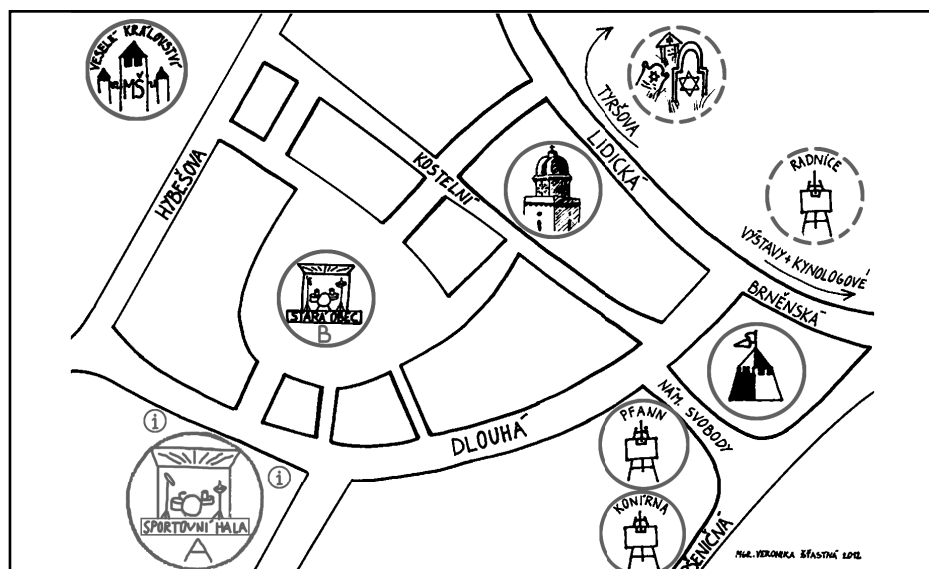 VESELÉ KRÁLOVSTVÍ
MŠ
TYRŠOVA
LIDICKÁ
RADNICE
KOSTELNÍ
HYBEŠOVA
VÝSTAVY + KYNOLOGOVÉ
BRNĚNSKÁ
STARÁ OBEC
B
NÁM. SVOBODY
PFANN
DLOUHÁ
i
i
SPORTOVNÍ HALA
A
KONÍRNA
MGR. VERONIKA ŠŤASTNÁ 2012